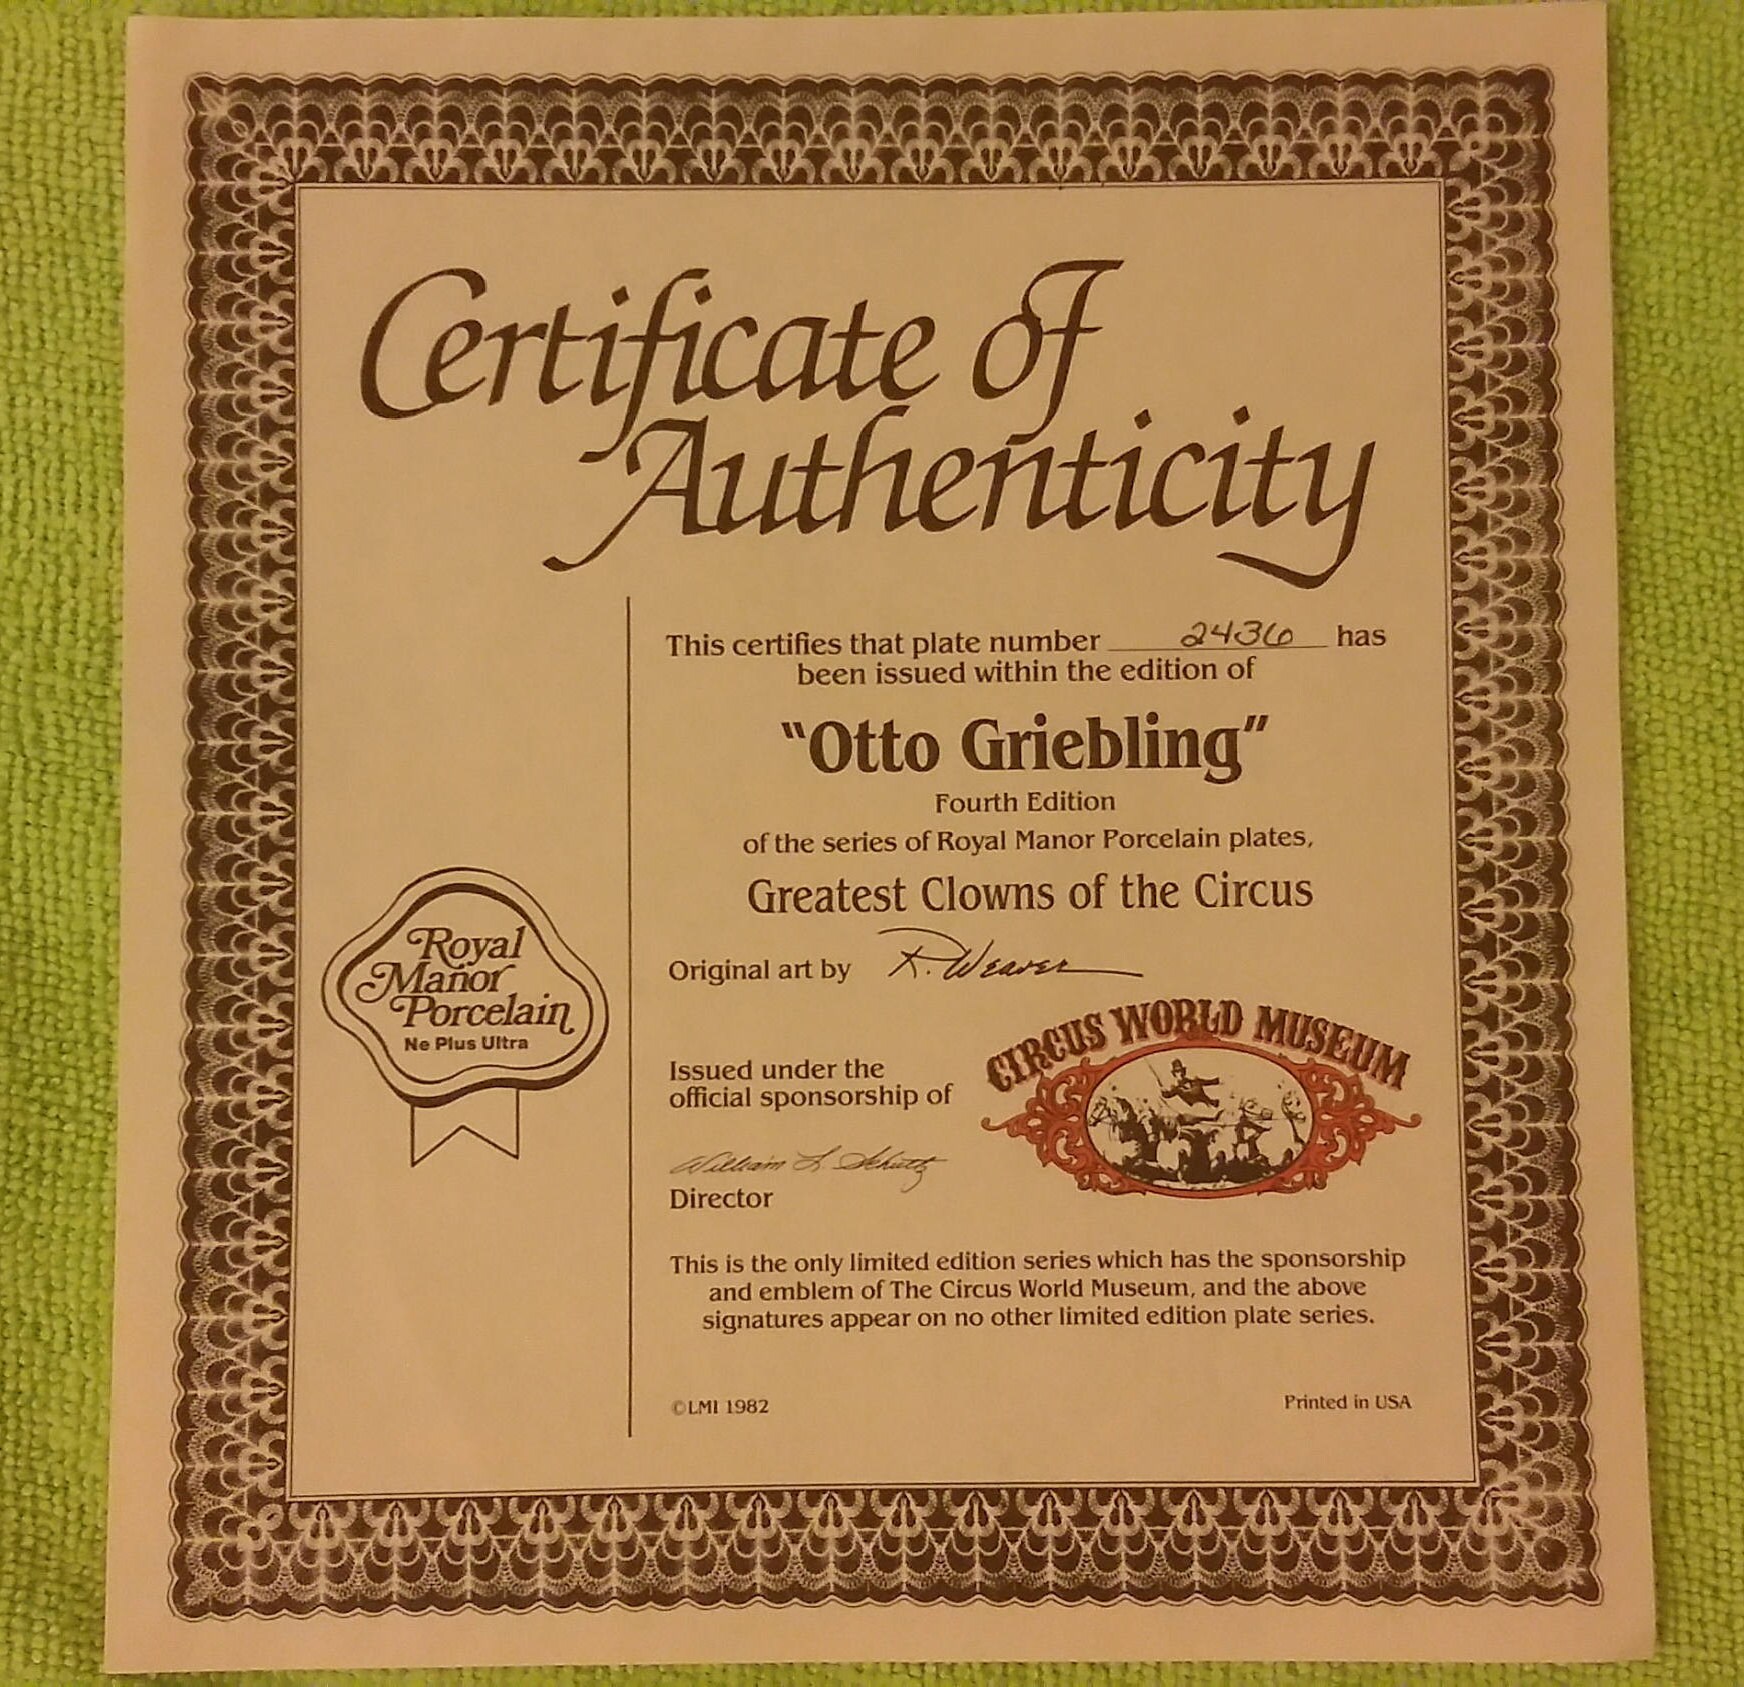 Certificate of
Authenticity
This certifies that plate number 2436 has
been issued within the edition of
"Otto Griebling"
Fourth Edition
of the series of Royal Manor Porcelain plates,
Greatest Clowns of the Circus
Original art by R. Weaver
Royal
Manor
Porcelain
Ne Plus Ultra
CIRCUS WORLD MUSEUM
Issued under the
official sponsorship of
William L. Schultz
Director
This is the only limited edition series which has the sponsorship
and emblem of The Circus World Museum, and the above
signatures appear on no other limited edition plate series.
©LMI 1982
Printed in USA